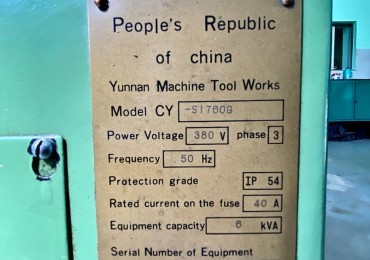 People's Republic
of china
Yunnan Machine Tool Works
Model CY -S1760G
Power Voltage 380 V phase 3
Frequency 50 Hz
Protection grade IP 54
Rated current on the fuse 40 A
Equipment capacity 6 kVA
Serial Number of Equipment